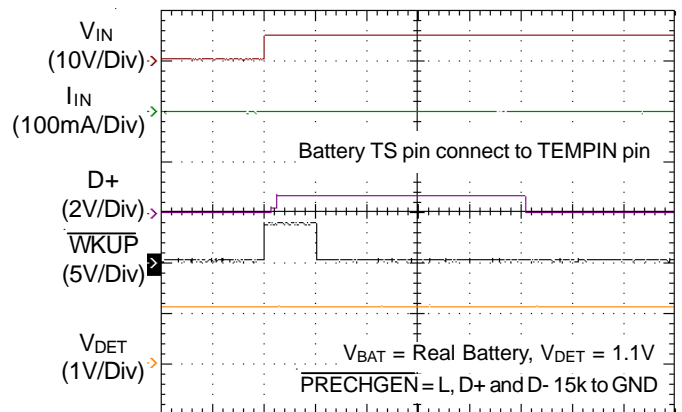 VIN
(10V/Div)
IIN
(100mA/Div)
Battery TS pin connect to TEMPIN pin
D+
(2V/Div)
WKUP
(5V/Div)
VDET
(1V/Div)
VBAT = Real Battery, VDET = 1.1V
PRECHGEN = L, D+ and D- 15k to GND